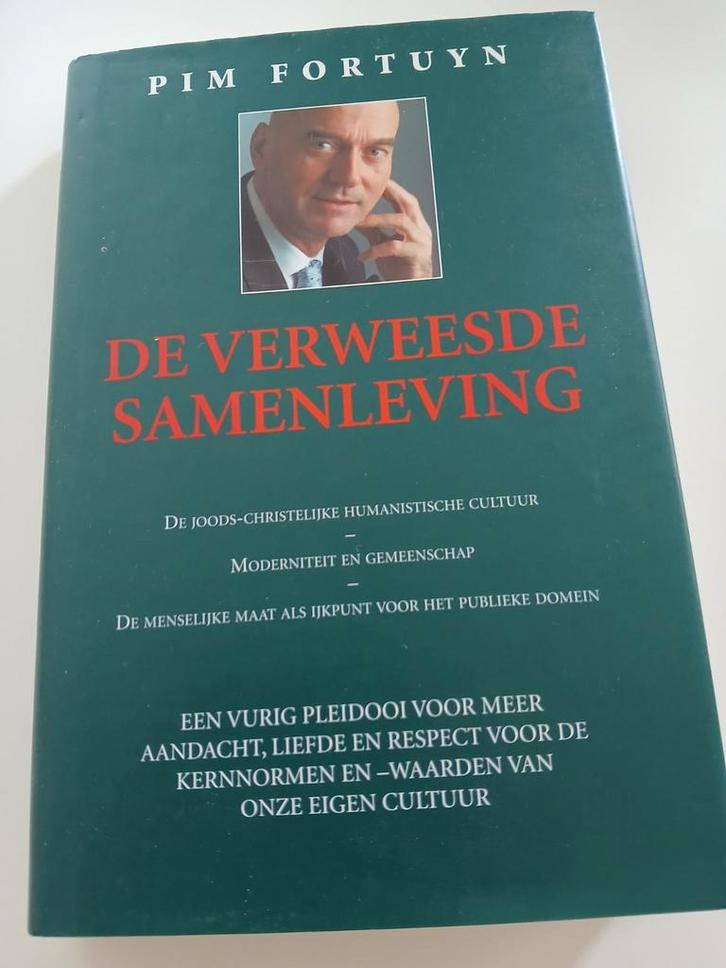 PIM FORTUYN
DE VERWEESDE
SAMENLEVING
DE JOODS-CHRISTELIJKE HUMANISTISCHE CULTUUR
–
MODERNITEIT EN GEMEENSCHAP
–
DE MENSELIJKE MAAT ALS IJKPUNT VOOR HET PUBLIEKE DOMEIN
EEN VURIG PLEIDOOI VOOR MEER
AANDACHT, LIEFDE EN RESPECT VOOR DE
KERNNORMEN EN –WAARDEN VAN
ONZE EIGEN CULTUUR